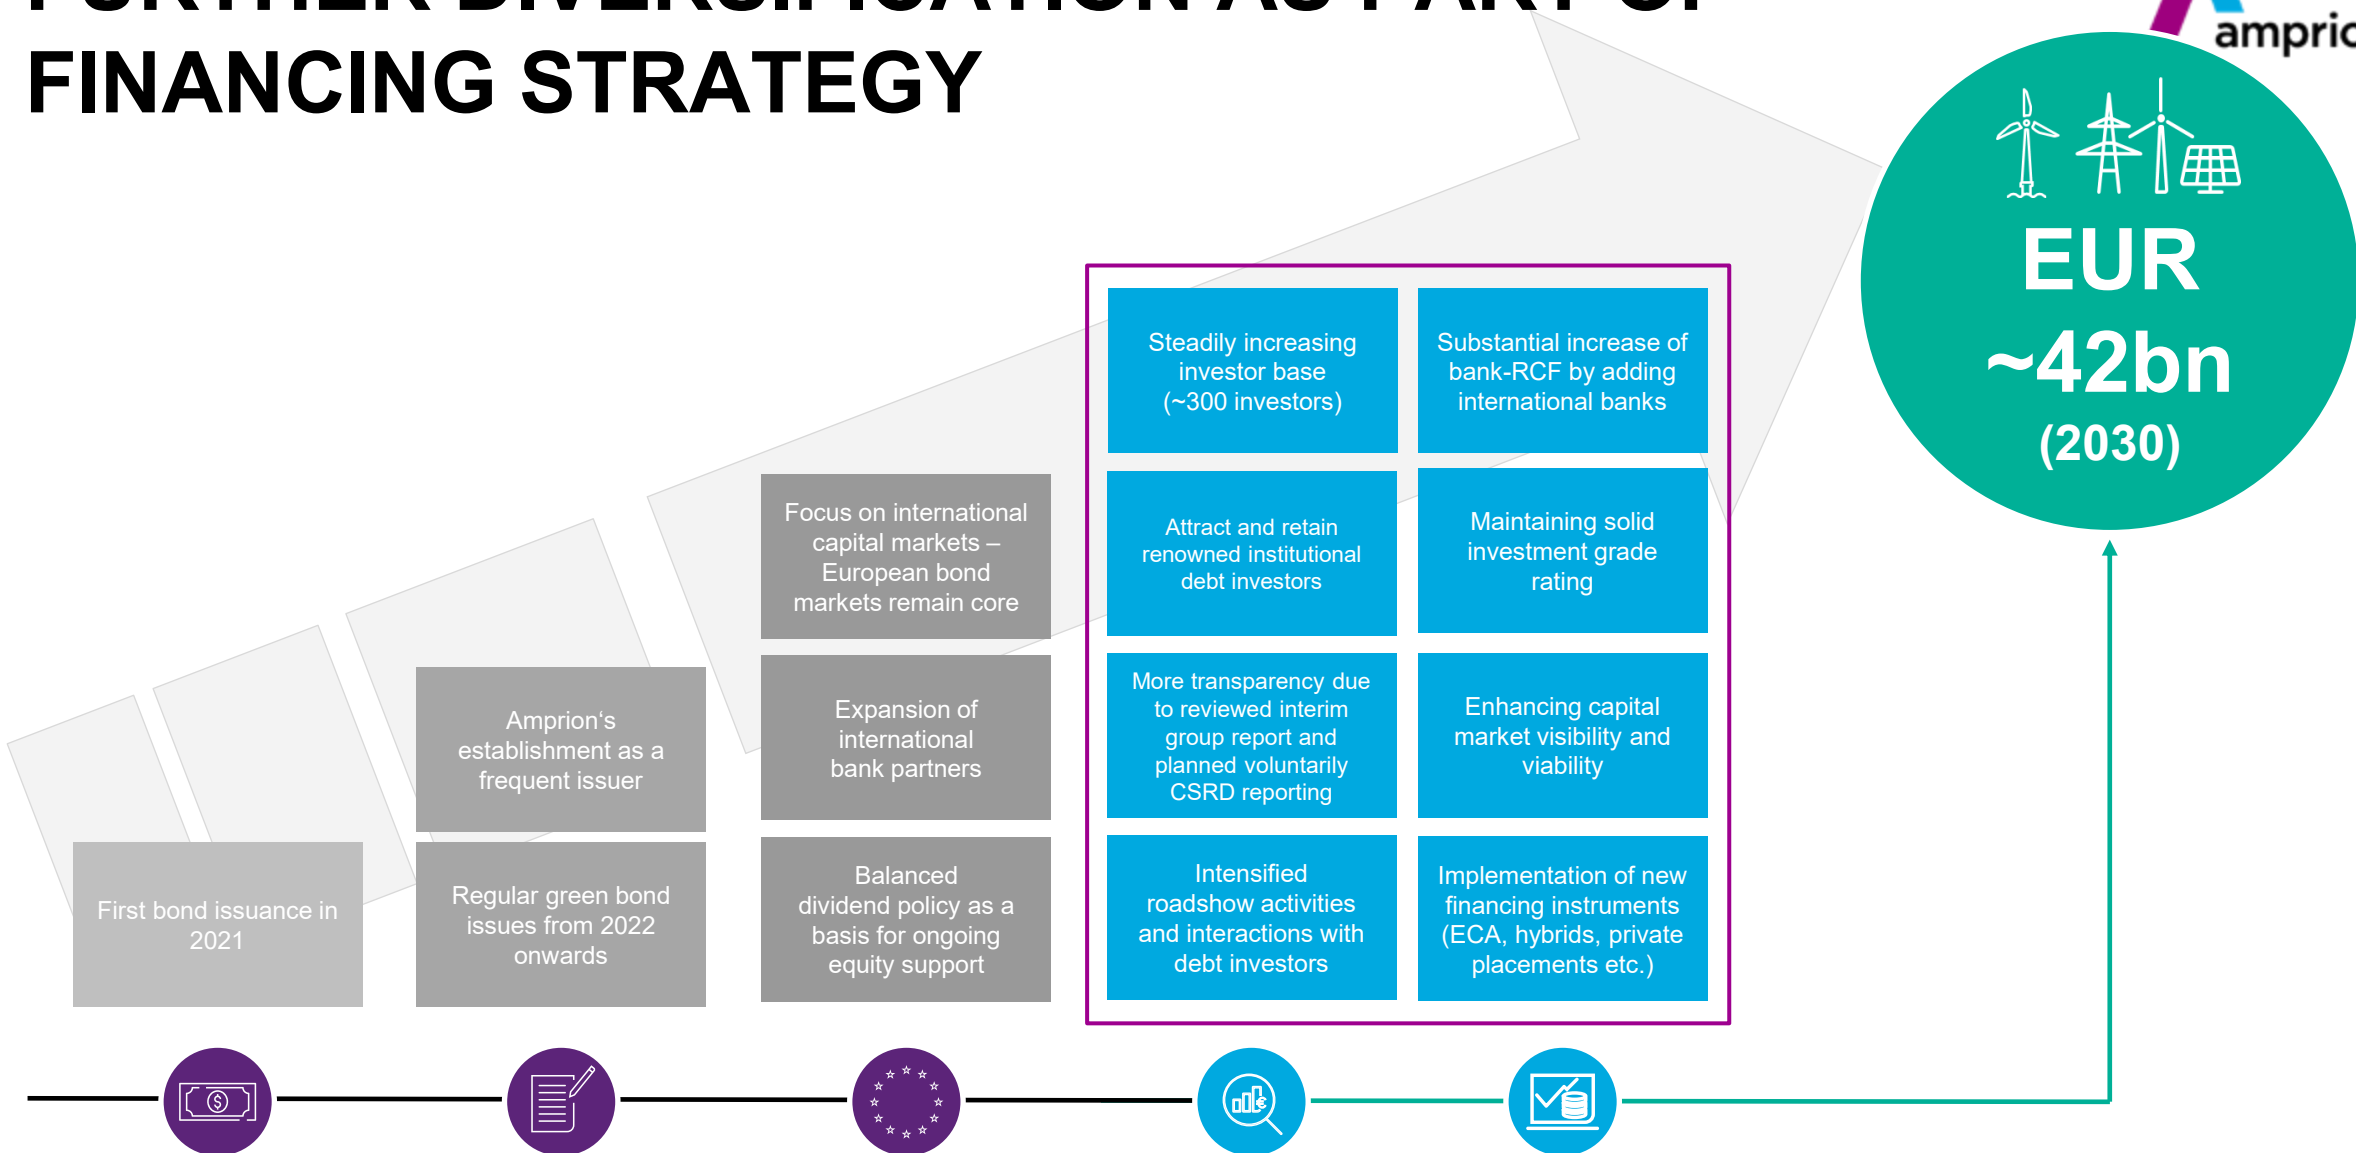 FURTHER DIVERSIFICATION AS PART OF
FINANCING STRATEGY
EUR
~42bn
(2030)
Steadily increasing
investor base
(~300 investors)
Substantial increase of
bank-RCF by adding
international banks
Focus on international
capital markets –
European bond
markets remain core
Attract and retain
renowned institutional
debt investors
Maintaining solid
investment grade
rating
Amprion‘s
establishment as a
frequent issuer
Expansion of
international
bank partners
More transparency due
to reviewed interim
group report and
planned voluntarily
CSRD reporting
Enhancing capital
market visibility and
viability
First bond issuance in
2021
Regular green bond
issues from 2022
onwards
Balanced
dividend policy as a
basis for ongoing
equity support
Intensified
roadshow activities
and interactions with
debt investors
Implementation of new
financing instruments
(ECA, hybrids, private
placements etc.)